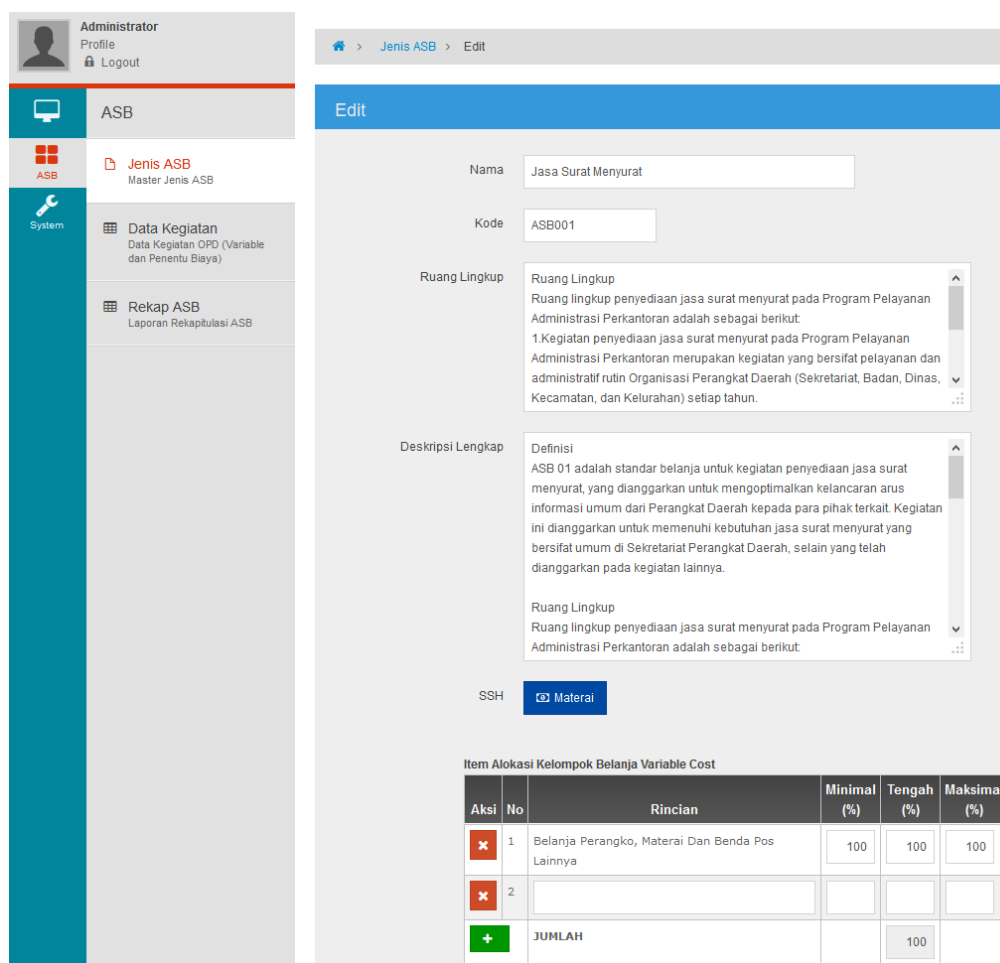 Administrator
Profile
Logout
> Jenis ASB > Edit
ASB
Edit
ASB
Jenis ASB
Master Jenis ASB
System
Data Kegiatan
Data Kegiatan OPD (Variable
dan Penentu Biaya)
Rekap ASB
Laporan Rekapitulasi ASB
Nama
Jasa Surat Menyurat
Kode
ASB001
Ruang Lingkup
Ruang Lingkup
Ruang lingkup penyediaan jasa surat menyurat pada Program Pelayanan
Administrasi Perkantoran adalah sebagai berikut:
1.Kegiatan penyediaan jasa surat menyurat pada Program Pelayanan
Administrasi Perkantoran merupakan kegiatan yang bersifat pelayanan dan
administratif rutin Organisasi Perangkat Daerah (Sekretariat, Badan, Dinas,
Kecamatan, dan Kelurahan) setiap tahun.
Deskripsi Lengkap
Definisi
ASB 01 adalah standar belanja untuk kegiatan penyediaan jasa surat
menyurat, yang dianggarkan untuk mengoptimalkan kelancaran arus
informasi umum dari Perangkat Daerah kepada para pihak terkait. Kegiatan
ini dianggarkan untuk memenuhi kebutuhan jasa surat menyurat yang
bersifat umum di Sekretariat Perangkat Daerah, selain yang telah
dianggarkan pada kegiatan lainnya.
Ruang Lingkup
Ruang lingkup penyediaan jasa surat menyurat pada Program Pelayanan
Administrasi Perkantoran adalah sebagai berikut:
SSH
Materai
Item Alokasi Kelompok Belanja Variable Cost
Aksi No Rincian Minimal (%) Tengah (%) Maksima (%)
1 Belanja Perangko, Materai Dan Benda Pos Lainnya 100 100 100
2
JUMLAH 100